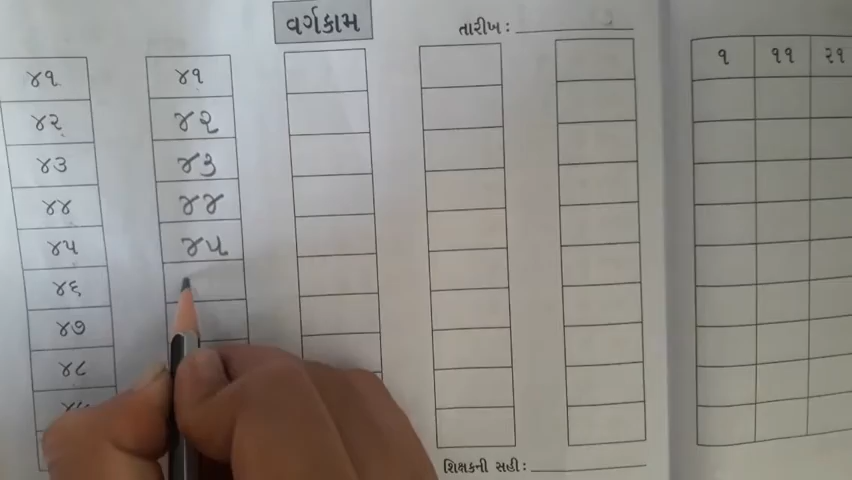 વર્ગકામ
તારીખ:
૪૧ ૪૧
૪૨ ૪૨
૪૩ ૪૩
૪૪ ૪૪
૪૫ ૪૫
૪૬
૪૭
૪૮
૧ ૧૧ ૨૧
શિક્ષકની સહી: